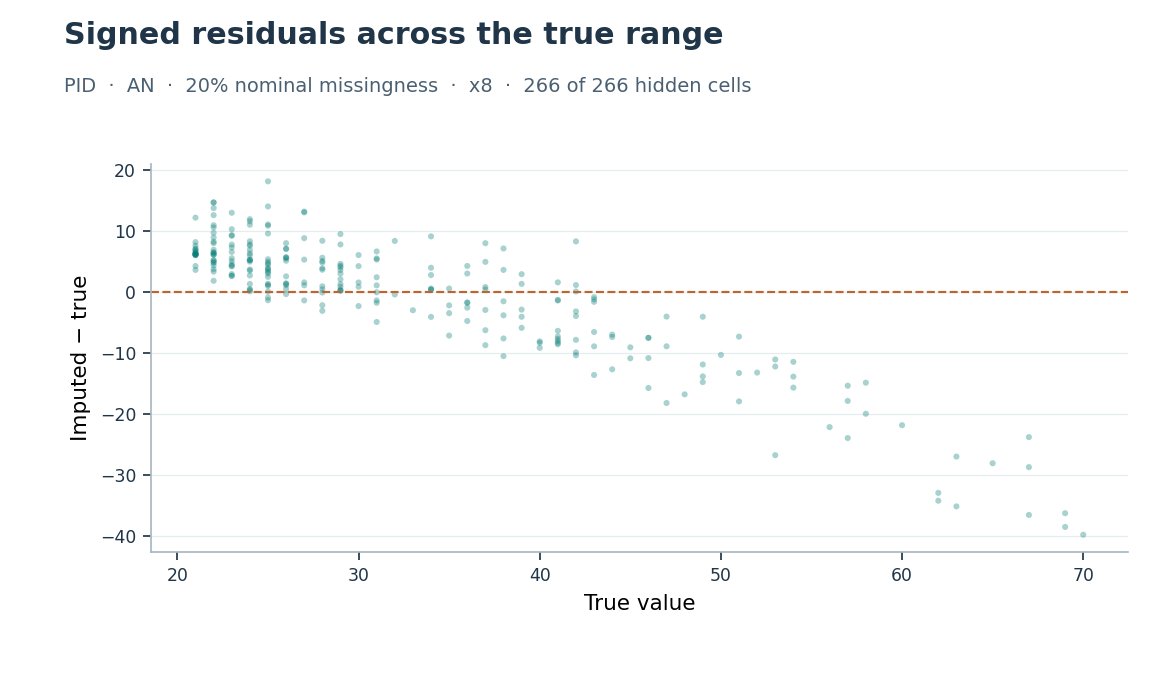 Signed residuals across the true range
PID · AN · 20% nominal missingness · x8 · 266 of 266 hidden cells
20
10
0
−10
−20
−30
−40
Imputed − true
20 30 40 50 60 70
True value